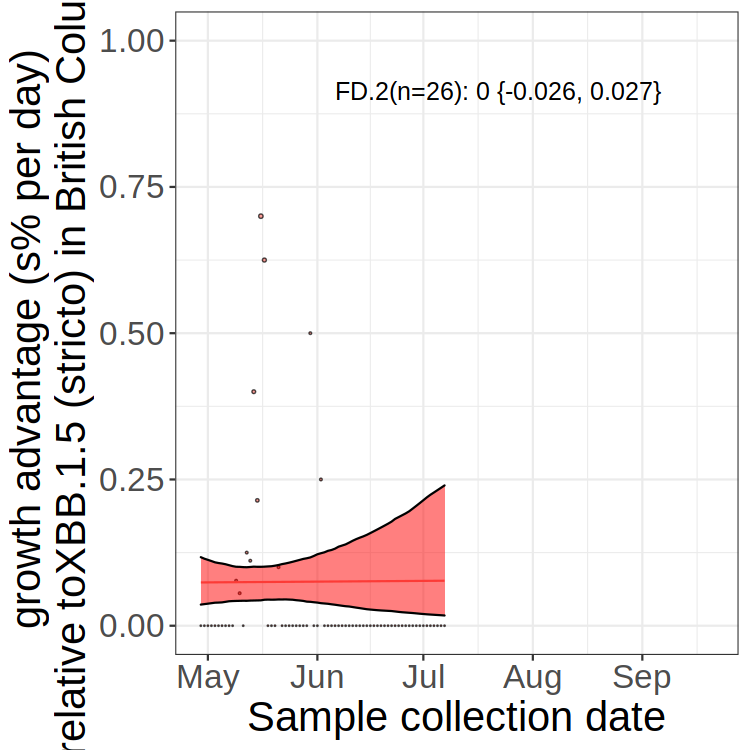 growth advantage (s% per day)
relative toXBB.1.5 (stricto) in British Colu
1.00
0.75
0.50
0.25
0.00
FD.2(n=26): 0 {-0.026, 0.027}
May Jun Jul Aug Sep
Sample collection date